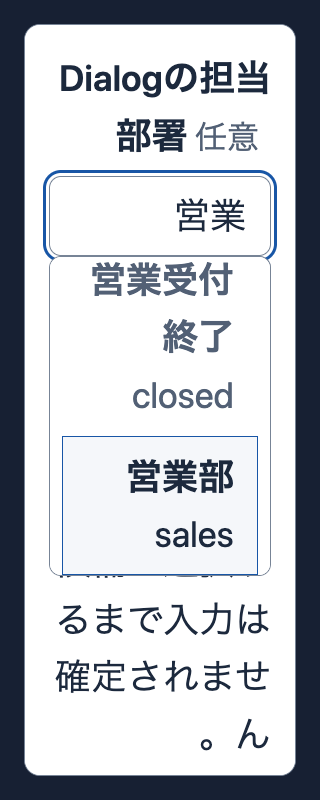 Dialogの担当
部署 任意
営業
営業受付
終了
closed
営業部
sales
るまで入力は
確定されませ
ん。